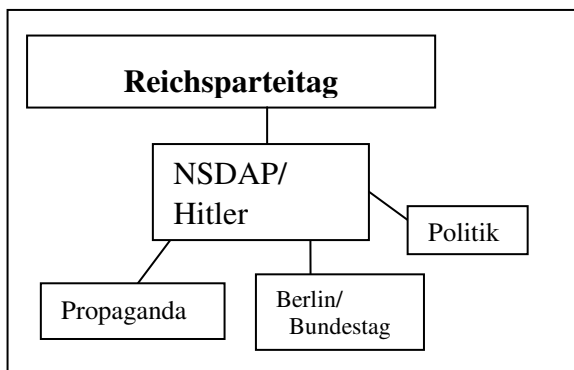 Reichsparteitag
NSDAP/
Hitler
Politik
Propaganda
Berlin/
Bundestag